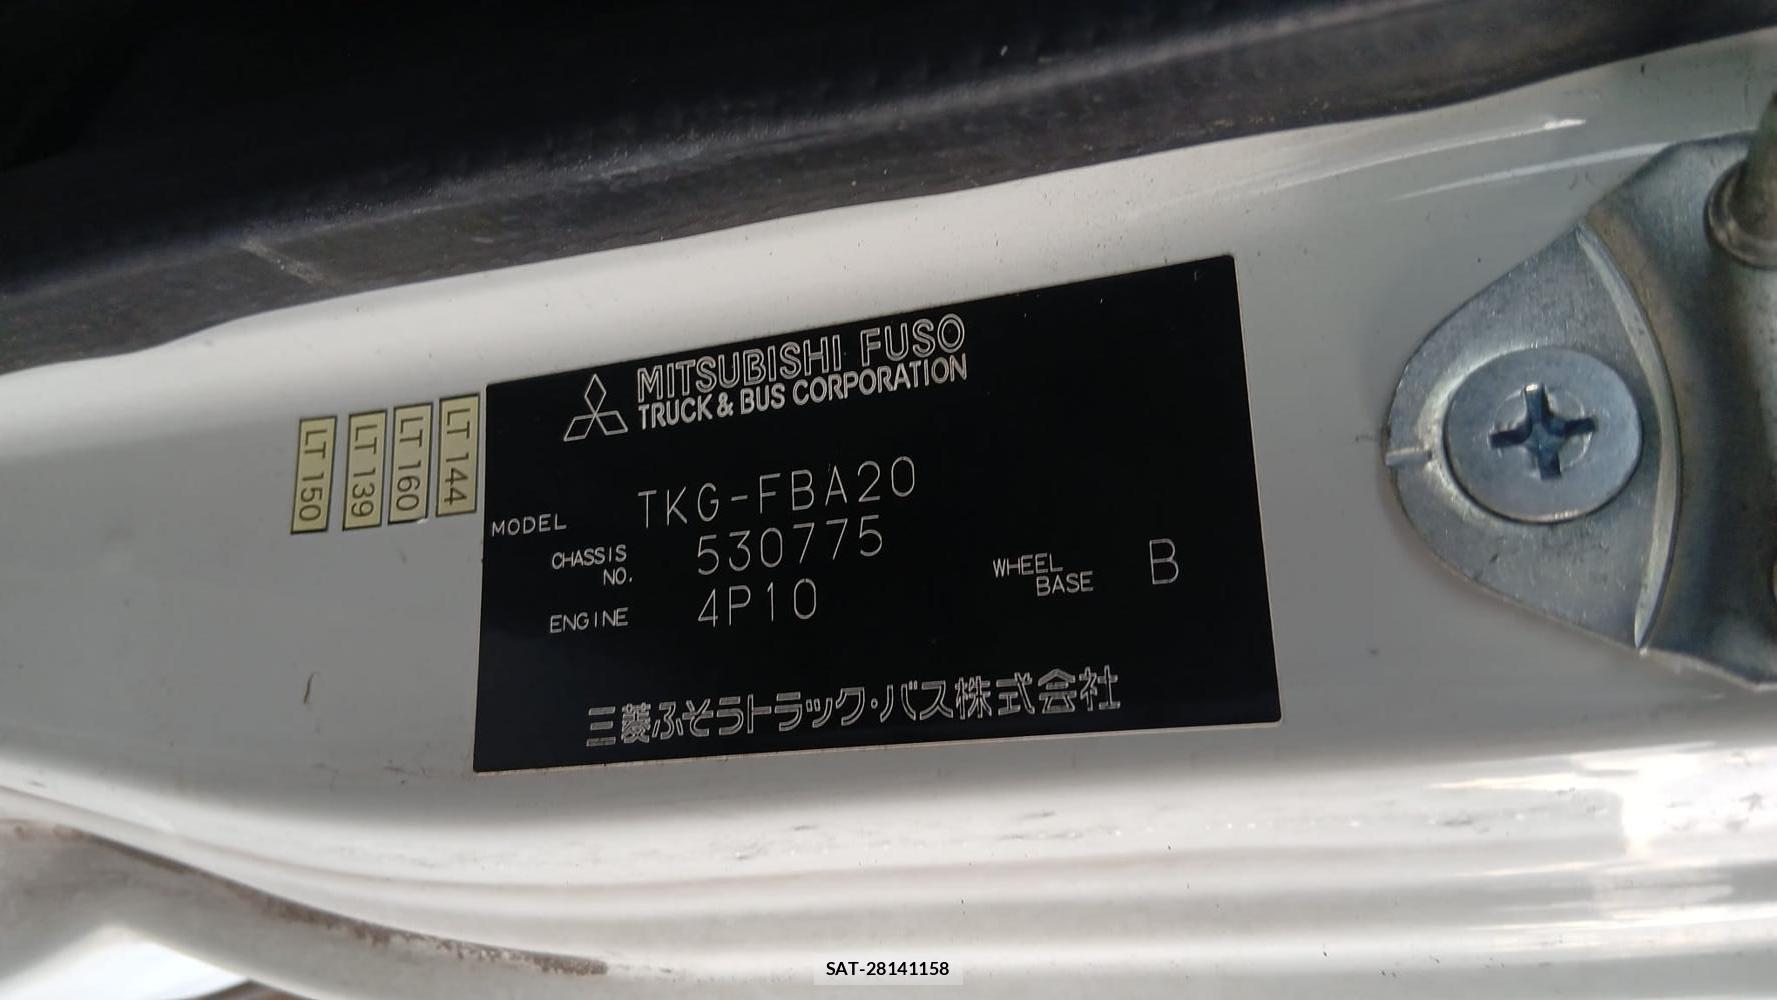 MITSUBISHI FUSO
TRUCK & BUS CORPORATION
MODEL TKG-FBA20
CHASSIS NO. 530775
ENGINE 4P10
WHEEL BASE B
三菱ふそうトラック・バス株式会社
LT 150
LT 139
LT 160
LT 144
SAT-28141158